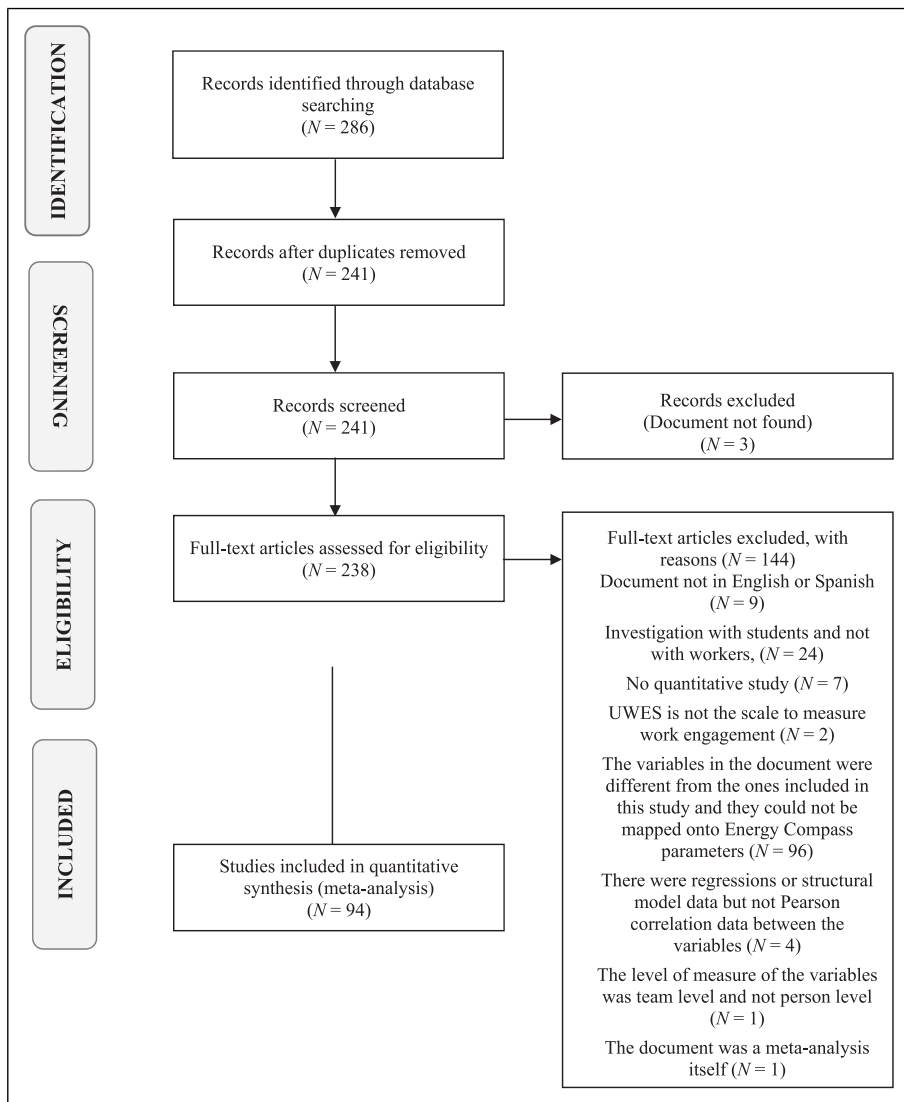 IDENTIFICATION
Records identified through database
searching
(N = 286)
Records after duplicates removed
(N = 241)
SCREENING
Records screened
(N = 241)
Records excluded
(Document not found)
(N = 3)
ELIGIBILITY
Full-text articles assessed for eligibility
(N = 238)
Full-text articles excluded, with
reasons (N = 144)
Document not in English or Spanish
(N = 9)
Investigation with students and not
with workers, (N = 24)
No quantitative study (N = 7)
UWES is not the scale to measure
work engagement (N = 2)
The variables in the document were
different from the ones included in
this study and they could not be
mapped onto Energy Compass
parameters (N = 96)
There were regressions or structural
model data but not Pearson
correlation data between the
variables (N = 4)
The level of measure of the variables
was team level and not person level
(N = 1)
The document was a meta-analysis
itself (N = 1)
INCLUDED
Studies included in quantitative
synthesis (meta-analysis)
(N = 94)